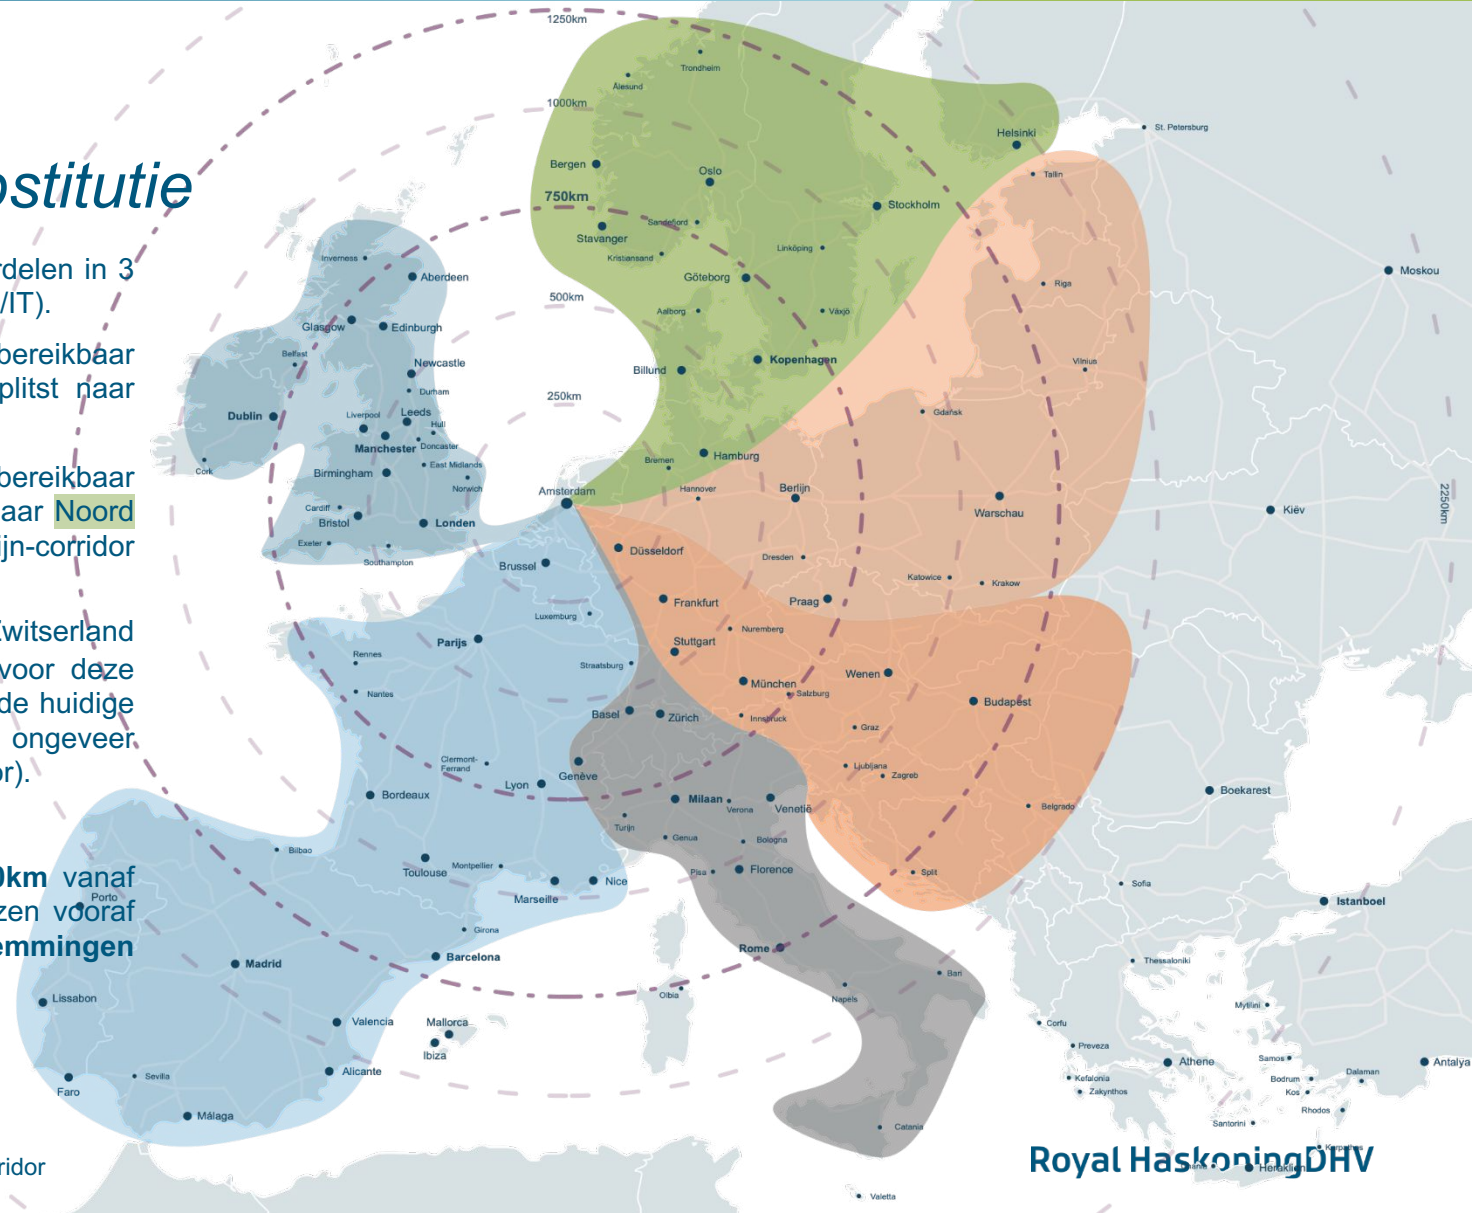 ostitutie
rdelen in 3
/IT).
bereikbaar
plitst naar
bereikbaar
aar Noord
ijn-corridor
Zwitserland
voor deze
de huidige
ongeveer
or).
0km vanaf
zen vooraf
emmingen
ridor
1250km
1000km
750km
500km
250km
2250km
Trondheim
Ålesund
Helsinki
St. Petersburg
Bergen
Oslo
Tallin
Stockholm
Sandefjord
Stavanger
Kristiansand
Linköping
Göteborg
Moskou
Riga
Aalborg
Växjö
Inverness
Aberdeen
Glasgow
Edinburgh
Belfast
Newcastle
Durham
Billund
Kopenhagen
Vilnius
Dublin
Liverpool
Leeds
Hull
Manchester
Doncaster
Gdańsk
Cork
Birmingham
East Midlands
Norwich
Bremen
Hamburg
Cardiff
Bristol
Londen
Amsterdam
Hannover
Berlijn
Warschau
Kiëv
Exeter
Southampton
Brussel
Düsseldorf
Dresden
Katowice
Krakow
Luxemburg
Frankfurt
Praag
Parijs
Rennes
Straatsburg
Stuttgart
Nuremberg
Nantes
München
Salzburg
Wenen
Budapest
Basel
Zürich
Innsbruck
Graz
Clermont-
Ferrand
Lyon
Genève
Ljubljana
Zagreb
Bordeaux
Milaan
Verona
Venetië
Belgrado
Boekarest
Turijn
Genua
Bologna
Bilbao
Toulouse
Montpellier
Pisa
Florence
Split
Marseille
Nice
Sofia
Porto
Girona
Istanboel
Madrid
Barcelona
Rome
Bari
Thessaloniki
Lissabon
Olbia
Napels
Mytilini
Valencia
Mallorca
Ibiza
Corfu
Preveza
Athene
Samos
Antalya
Sevilla
Alicante
Kefalonia
Zakynthos
Bodrum
Dalaman
Kos
Faro
Rhodos
Málaga
Catania
Santorini
Karpathos
Heraklion
Valetta
Royal HaskoningDHV